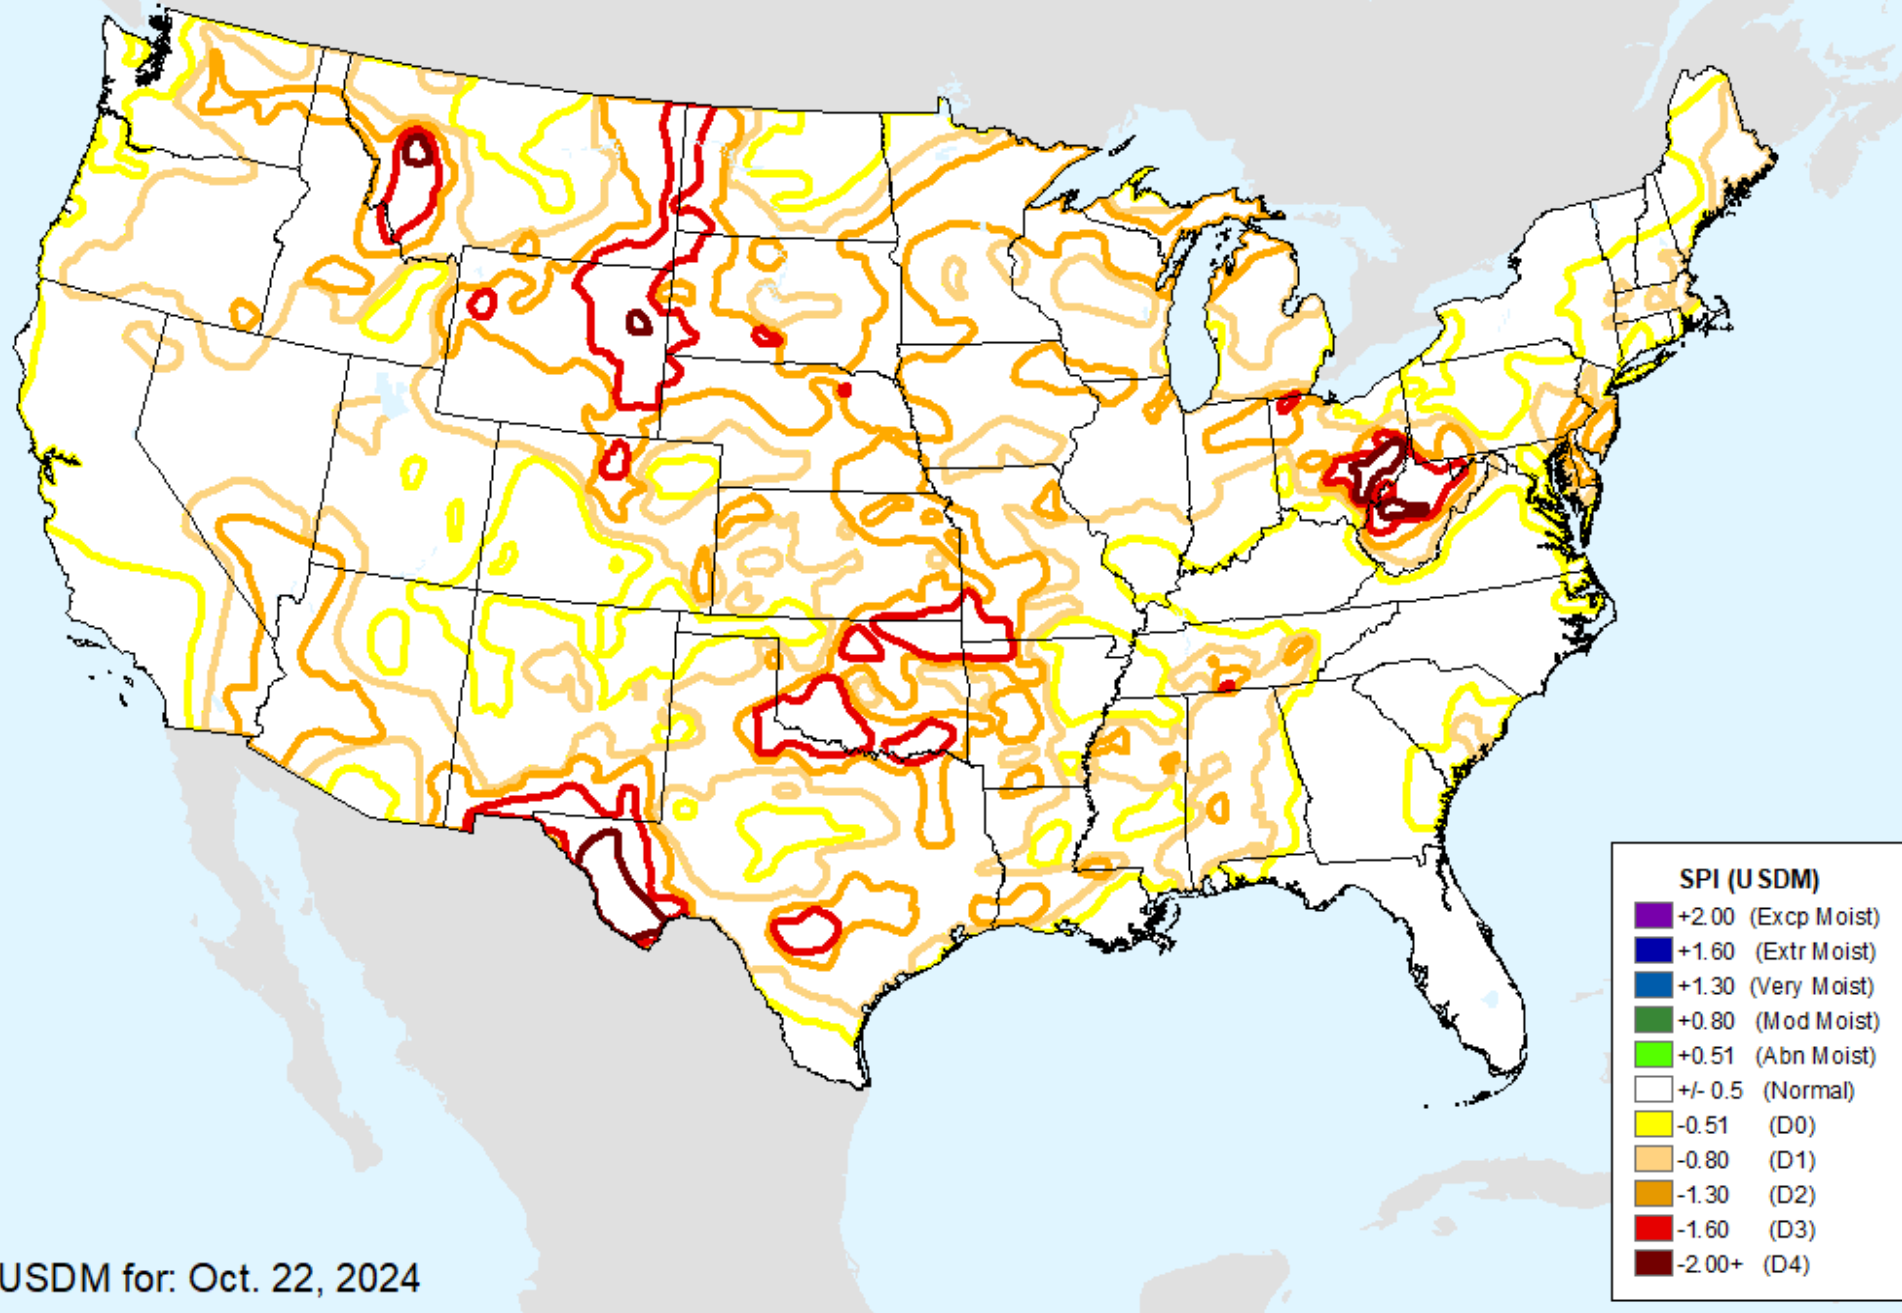 SPI (USDM)
+2.00 (Excp Moist)
+1.60 (Extr Moist)
+1.30 (Very Moist)
+0.80 (Mod Moist)
+0.51 (Abn Moist)
+/- 0.5 (Normal)
-0.51 (D0)
-0.80 (D1)
-1.30 (D2)
-1.60 (D3)
-2.00+ (D4)
USDM for: Oct. 22, 2024